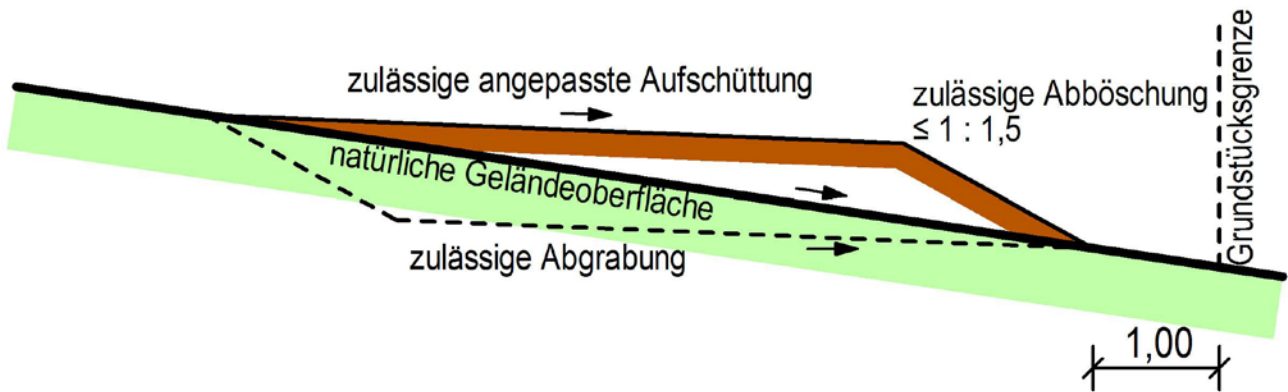 zulässige angepasste Aufschüttung
zulässige Abböschung
≤ 1 : 1,5
Grundstücksgrenze
natürliche Geländeoberfläche
zulässige Abgrabung
1,00